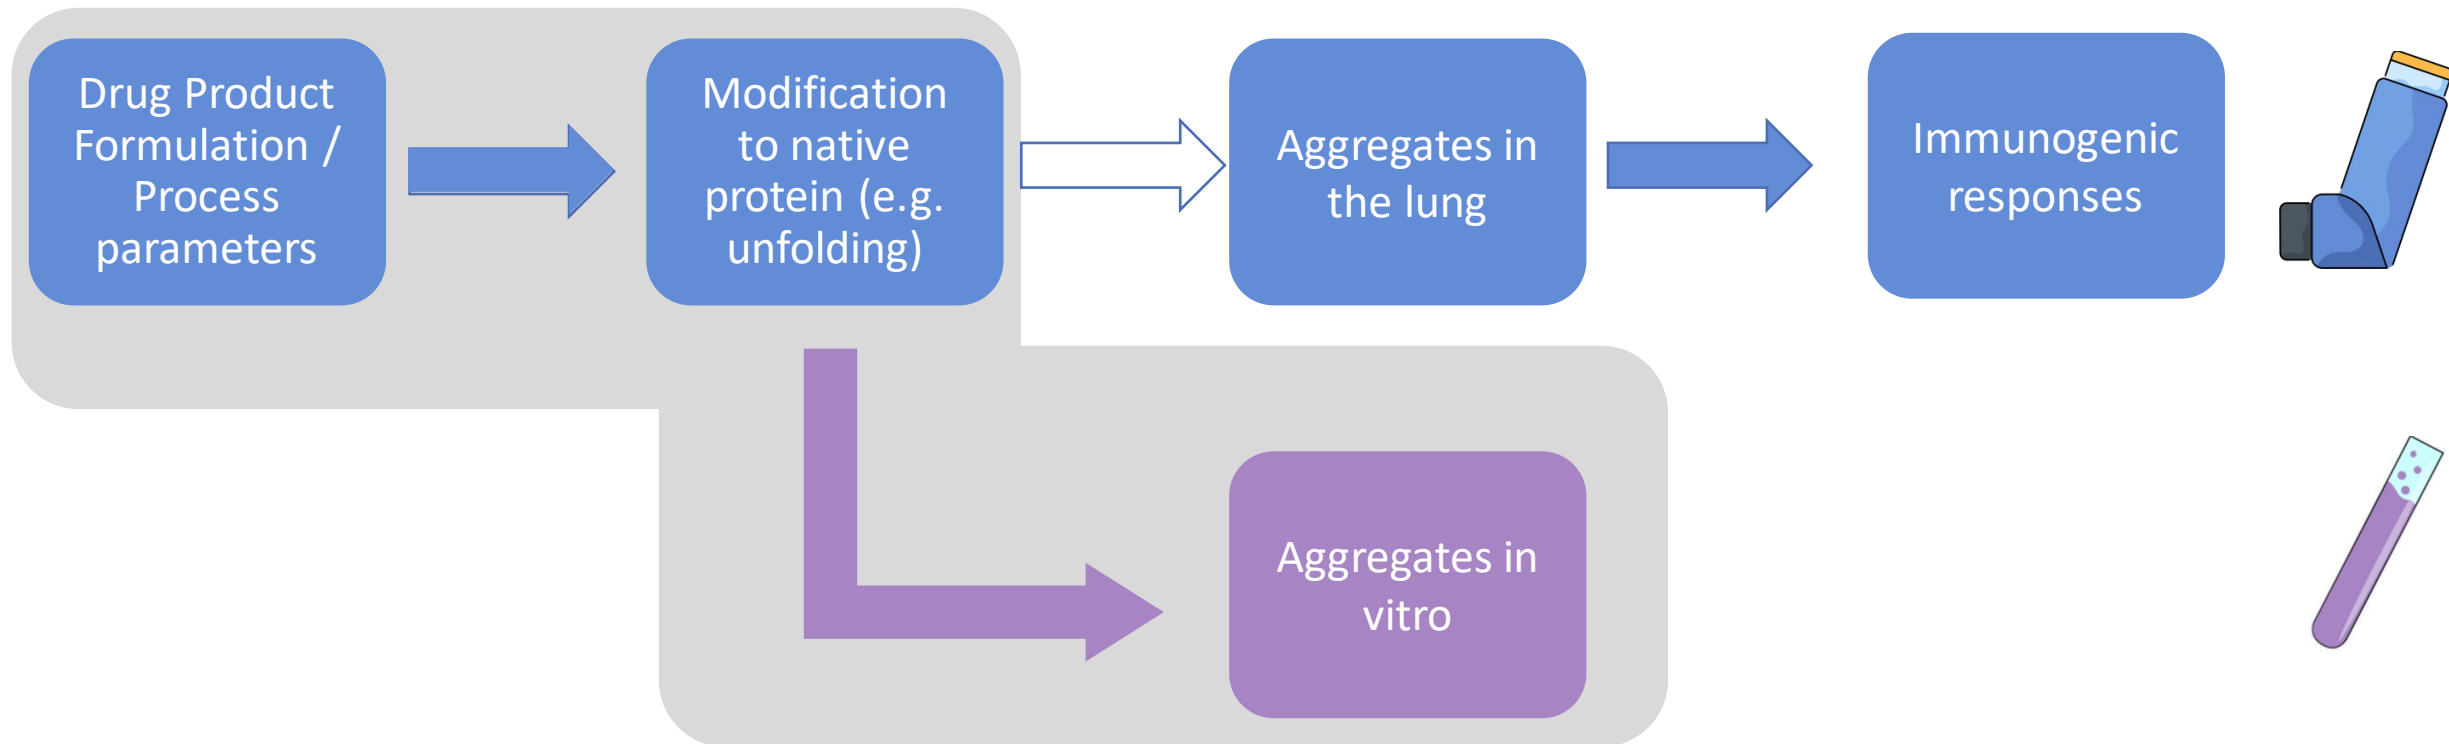 Drug Product
Formulation /
Process
parameters
Modification
to native
protein (e.g.
unfolding)
Aggregates in
the lung
Immunogenic
responses
Aggregates in
vitro